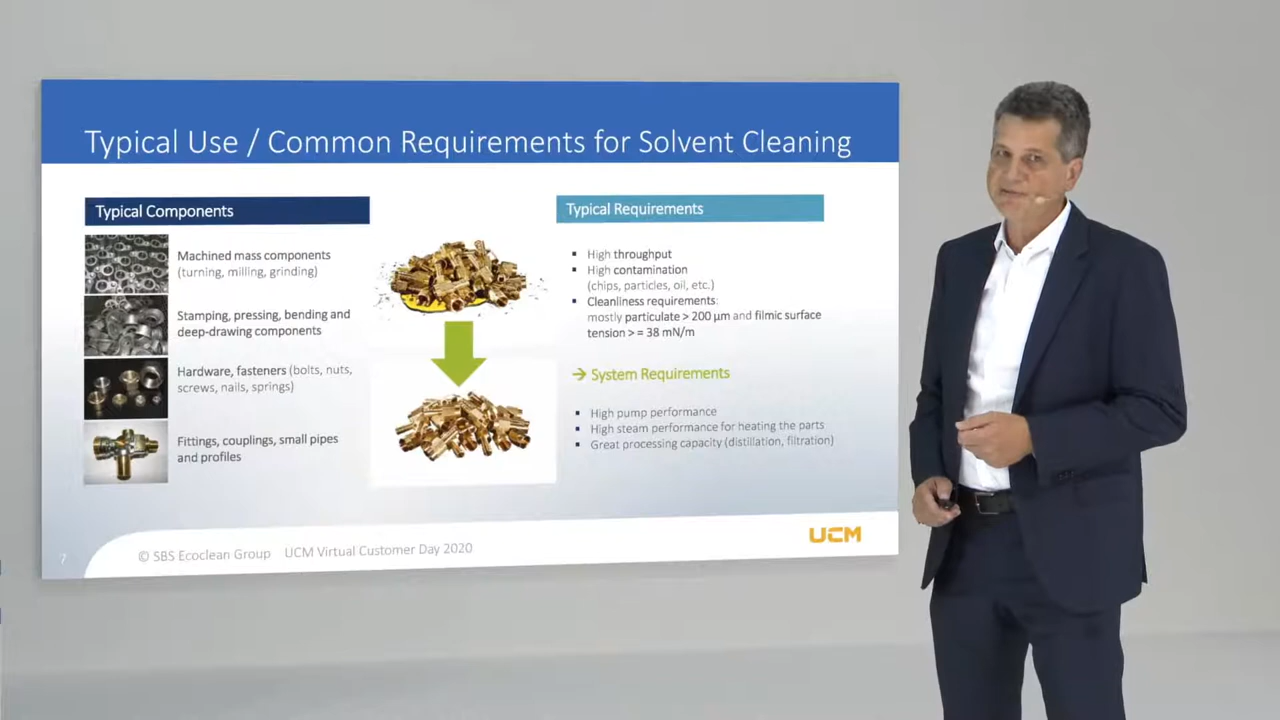 Typical Use / Common Requirements for Solvent Cleaning
Typical Components
Machined mass components
(turning, milling, grinding)
Stamping, pressing, bending and
deep-drawing components
Hardware, fasteners (bolts, nuts,
screws, nails, springs)
Fittings, couplings, small pipes
and profiles
Typical Requirements
▪ High throughput
▪ High contamination
(chips, particles, oil, etc.)
▪ Cleanliness requirements:
mostly particulate > 200 µm and filmic surface
tension > = 38 mN/m
→ System Requirements
▪ High pump performance
▪ High steam performance for heating the parts
▪ Great processing capacity (distillation, filtration)
7
© SBS Ecoclean Group UCM Virtual Customer Day 2020
UCM